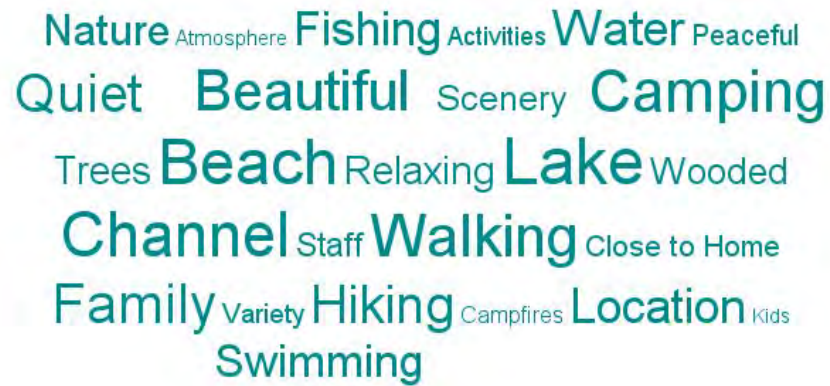 Nature Atmosphere Fishing Activities Water Peaceful
Quiet Beautiful Scenery Camping
Trees Beach Relaxing Lake Wooded
Channel Staff Walking Close to Home
Family Variety Hiking Campfires Location Kids
Swimming